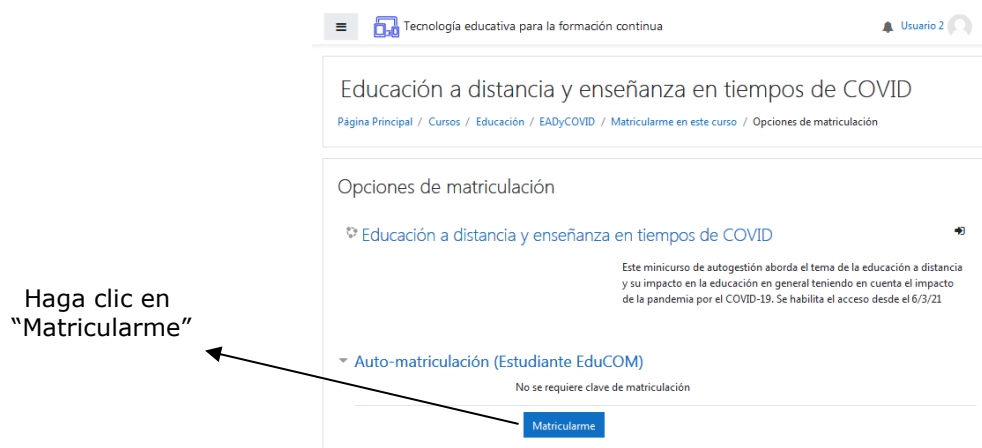 Tecnología educativa para la formación continua
Usuario 2
Educación a distancia y enseñanza en tiempos de COVID
Página Principal / Cursos / Educación / EADyCOVID / Matricularme en este curso / Opciones de matriculación
Opciones de matriculación
Educación a distancia y enseñanza en tiempos de COVID
Este minicurso de autogestión aborda el tema de la educación a distancia
y su impacto en la educación en general teniendo en cuenta el impacto
de la pandemia por el COVID-19. Se habilita el acceso desde el 6/3/21
Haga clic en
“Matricularme”
Auto-matriculación (Estudiante EduCOM)
No se requiere clave de matriculación
Matricularme